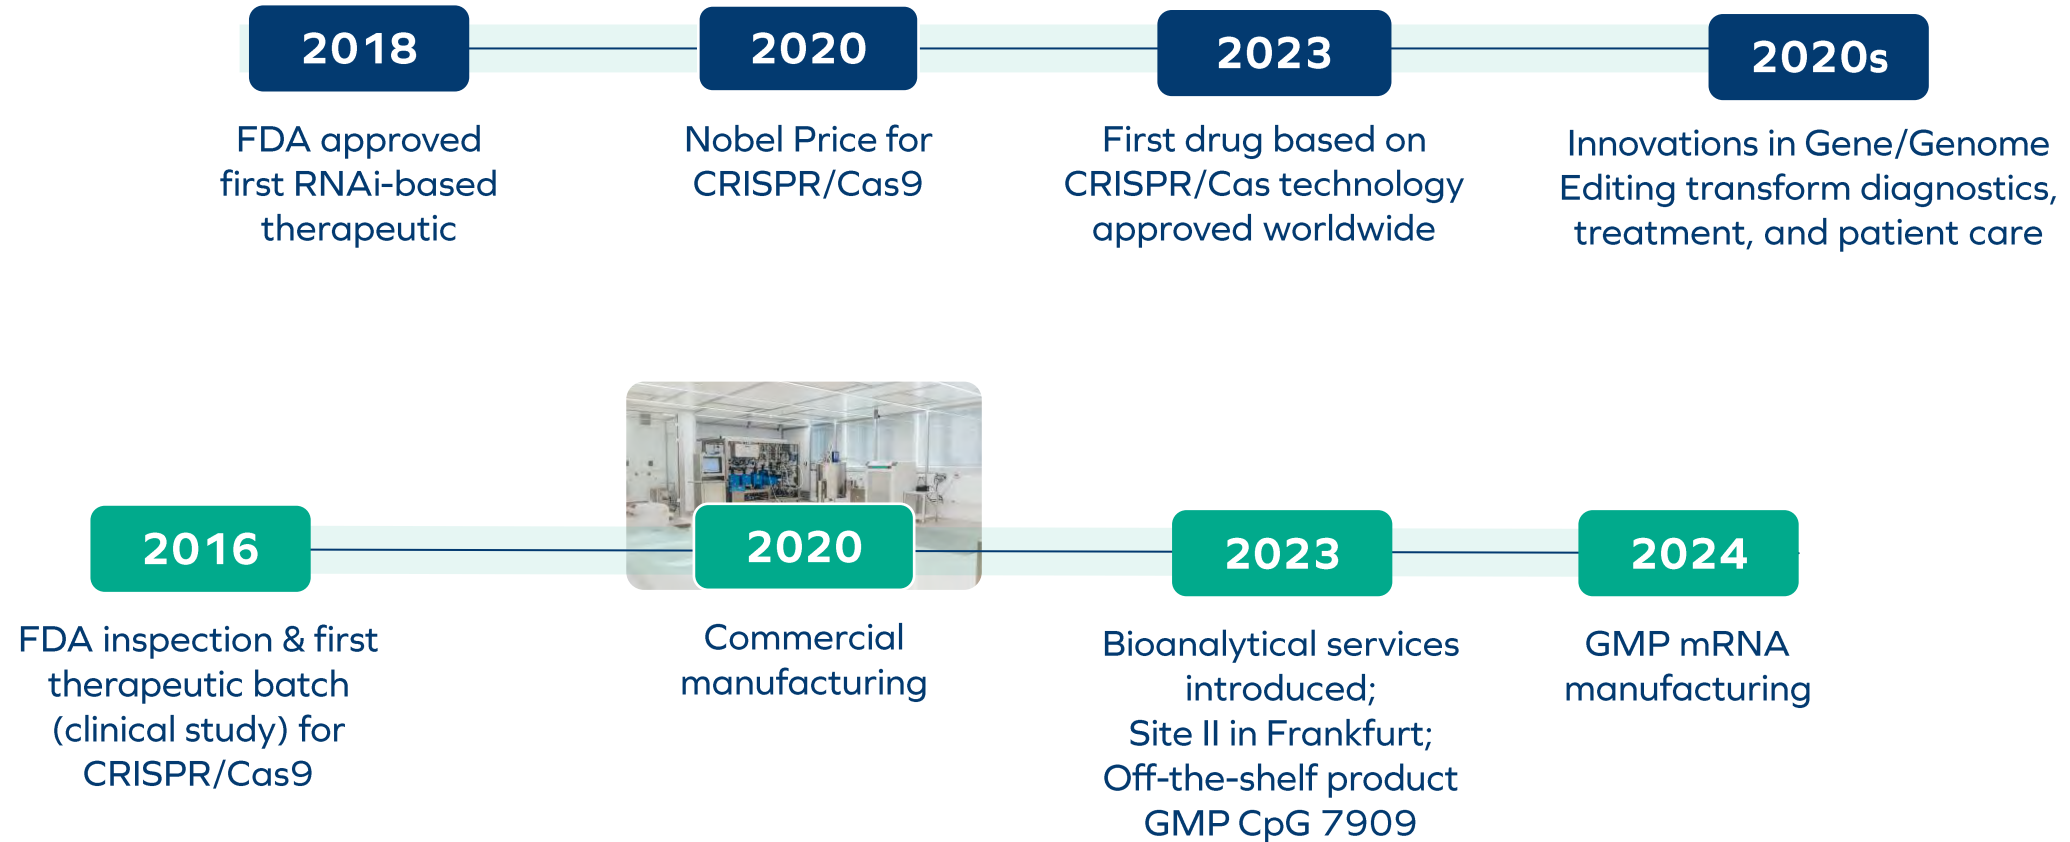 2018
FDA approved
first RNAi-based
therapeutic
2020
Nobel Price for
CRISPR/Cas9
2023
First drug based on
CRISPR/Cas technology
approved worldwide
2020s
Innovations in Gene/Genome
Editing transform diagnostics,
treatment, and patient care
2016
FDA inspection & first
therapeutic batch
(clinical study) for
CRISPR/Cas9
2020
Commercial
manufacturing
2023
Bioanalytical services
introduced;
Site II in Frankfurt;
Off-the-shelf product
GMP CpG 7909
2024
GMP mRNA
manufacturing